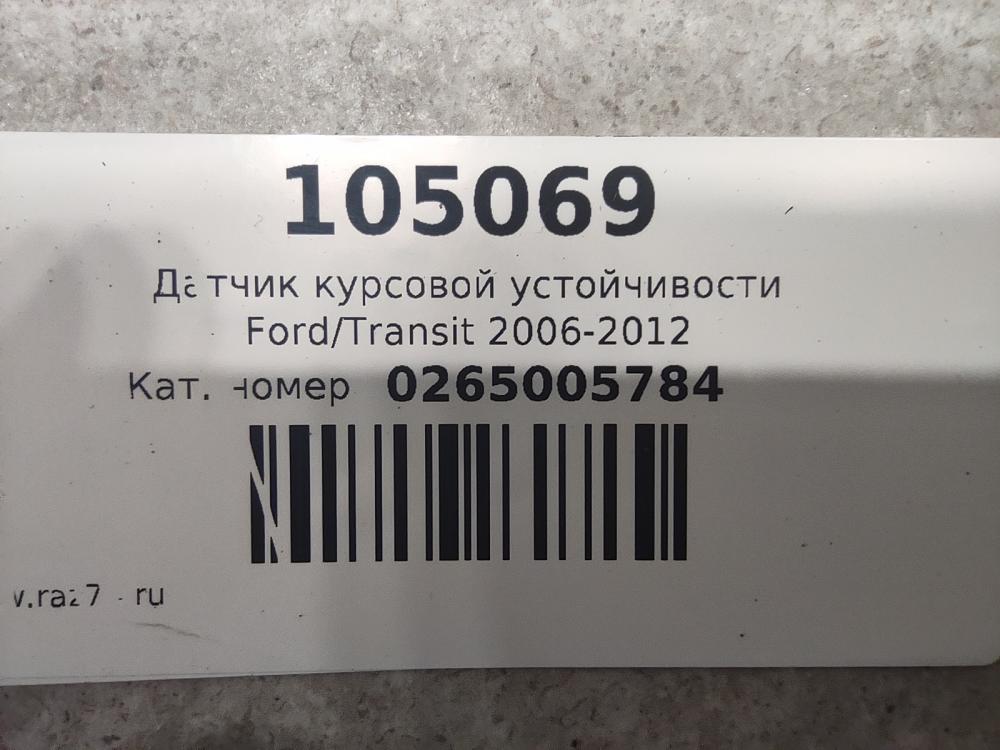 105069
Датчик курсовой устойчивости
Ford/Transit 2006-2012
Кат. номер 0265005784